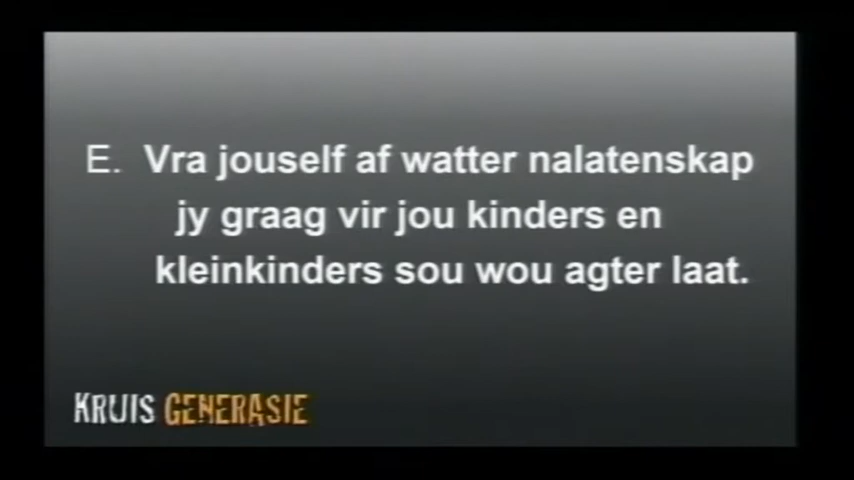 E. Vra jouself af watter nalatenskap
jy graag vir jou kinders en
kleinkinders sou wou agter laat.
KRUIS GENERASIE